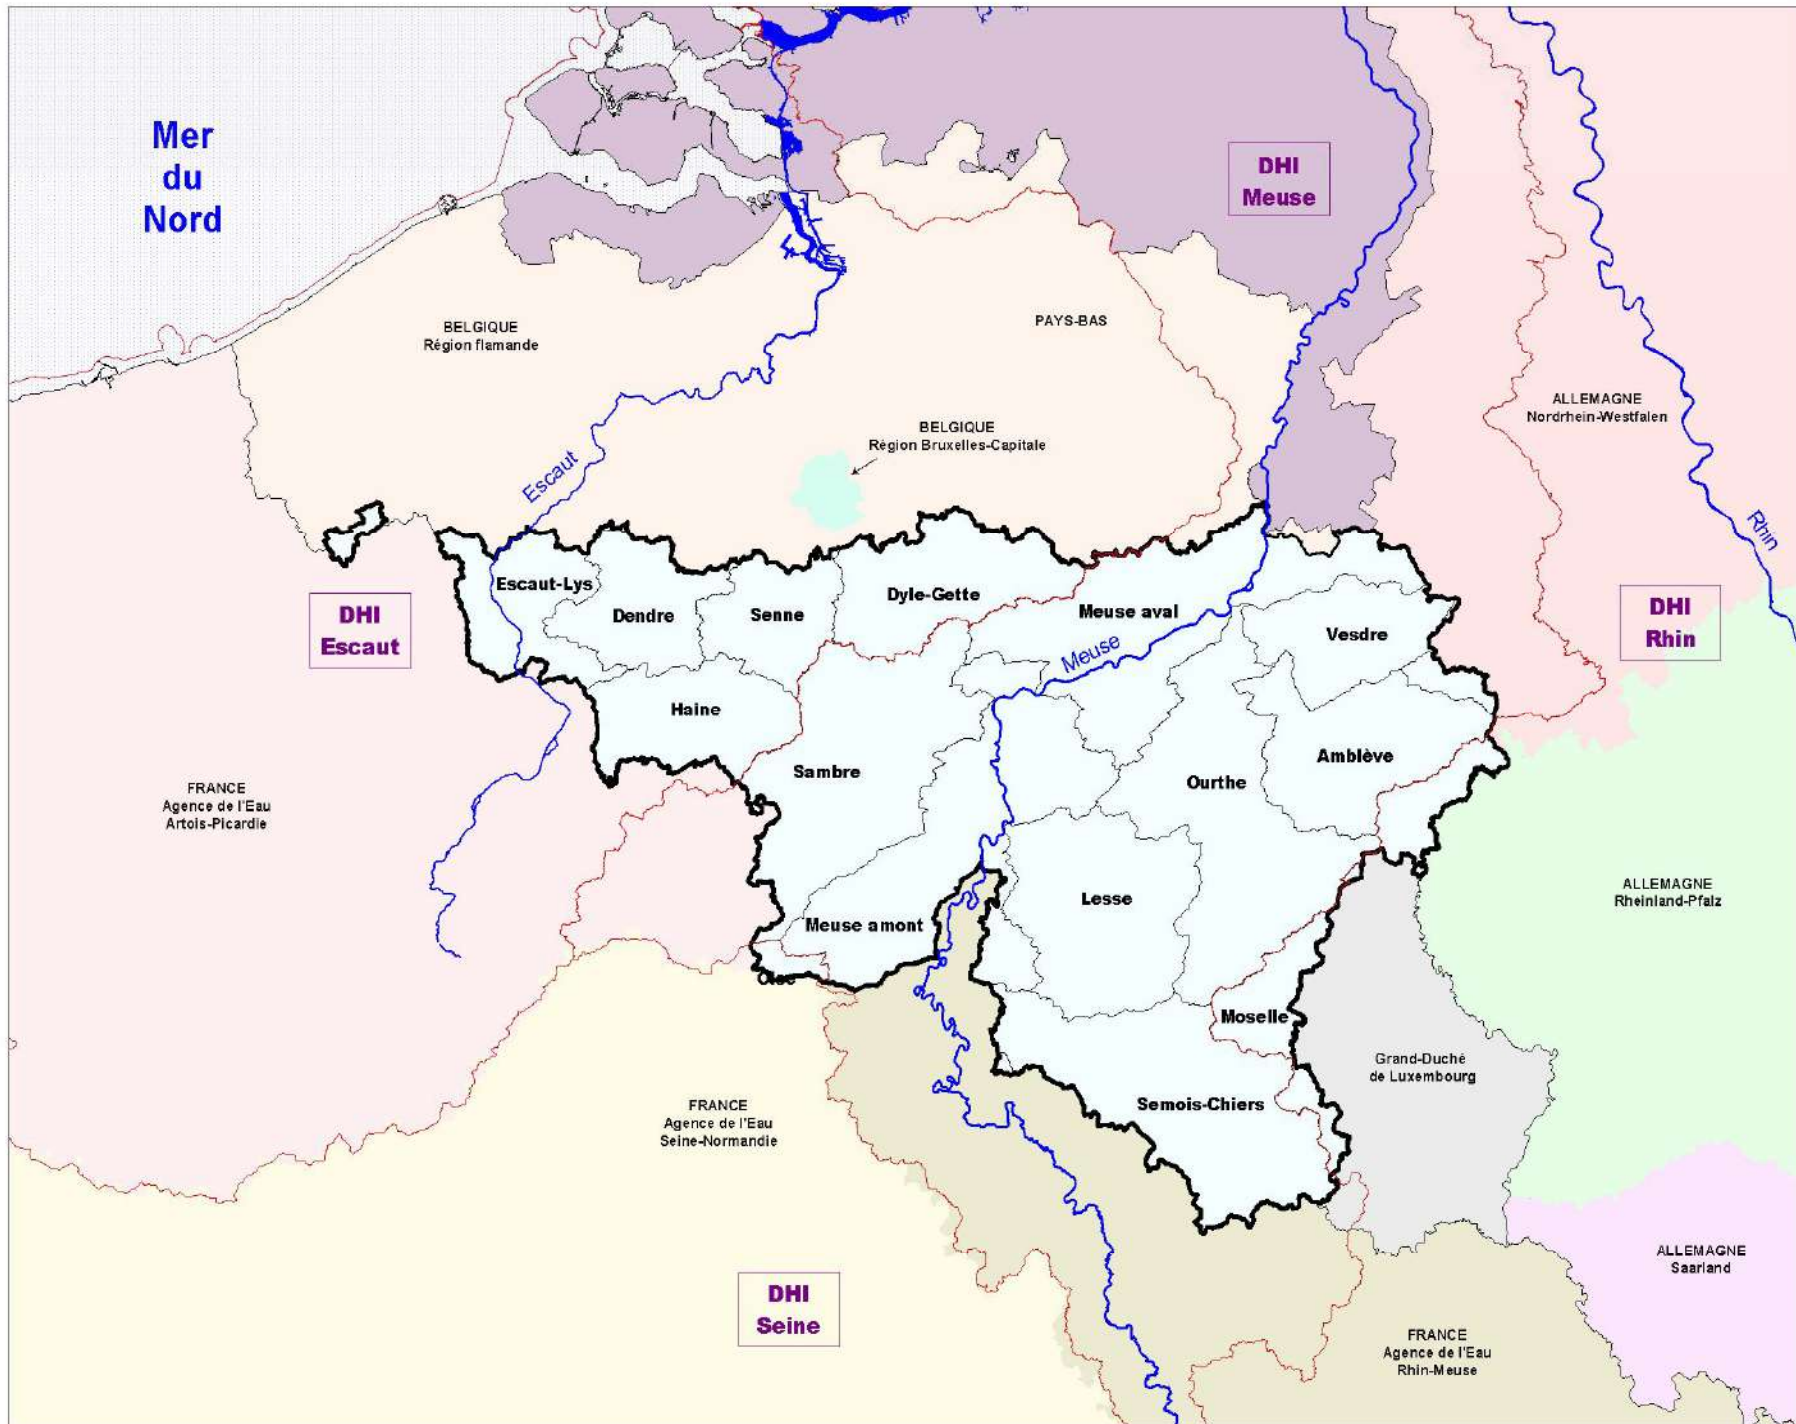 Mer
du
Nord
DHI
Meuse
BELGIQUE
Région flamande
PAYS-BAS
ALLEMAGNE
Nordrhein-Westfalen
BELGIQUE
Région Bruxelles-Capitale
Escaut
Rhin
Escaut-Lys
Dendre
Senne
Dyle-Gette
Meuse aval
Vesdre
DHI
Escaut
DHI
Rhin
Meuse
Haine
Sambre
Ourthe
Amblève
FRANCE
Agence de l'Eau
Artois-Picardie
Lesse
ALLEMAGNE
Rheinland-Pfalz
Meuse amont
Oise
Moselle
Grand-Duché
de Luxembourg
Semois-Chiers
FRANCE
Agence de l'Eau
Seine-Normandie
ALLEMAGNE
Saarland
DHI
Seine
FRANCE
Agence de l'Eau
Rhin-Meuse